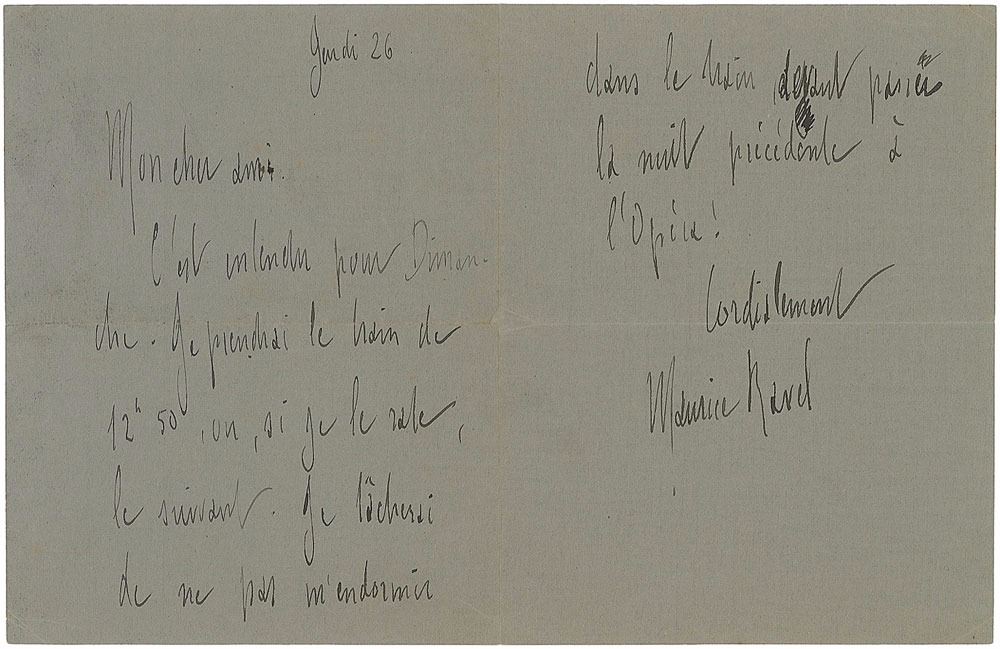 Jeudi 26
Mon cher ami.
C'est entendu pour Diman-
che. Je prendrai le train de
12h 50, ou, si je le rate,
le suivant. Je tâcherai
de ne pas m'endormir
dans le train devant passer
la nuit précédente à
l'Opéra!
Cordialement
Maurice Ravel